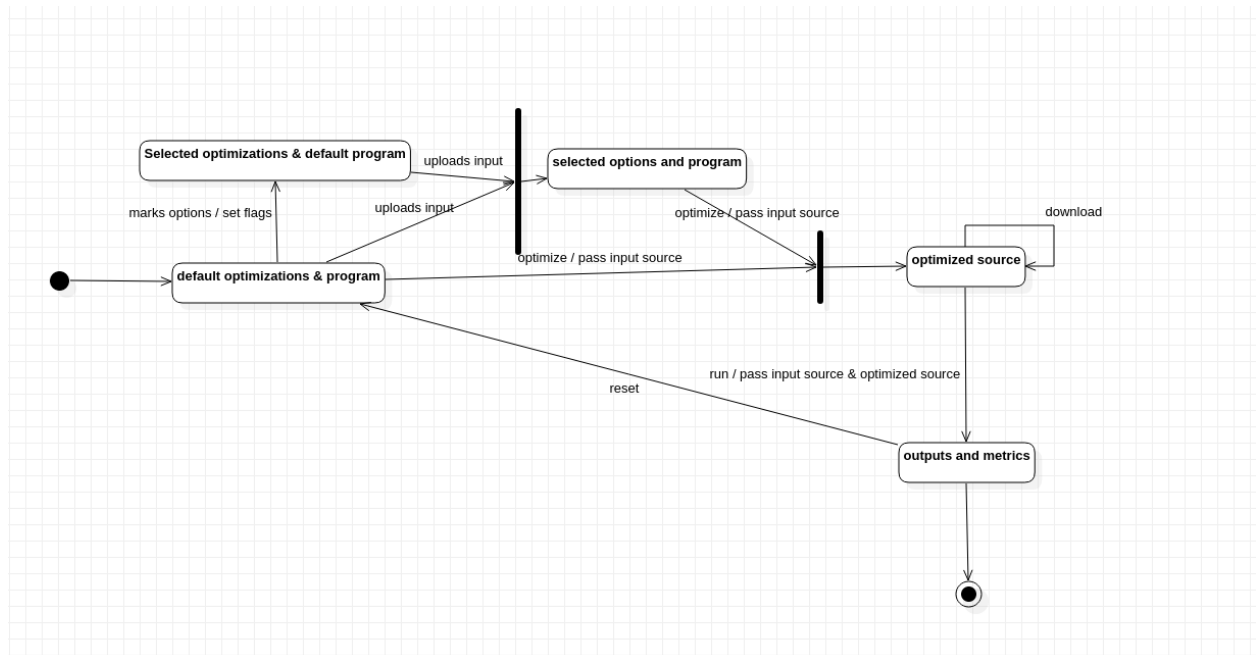 Selected optimizations & default program
uploads input
selected options and program
marks options / set flags
uploads input
optimize / pass input source
download
optimize / pass input source
optimized source
default optimizations & program
run / pass input source & optimized source
reset
outputs and metrics